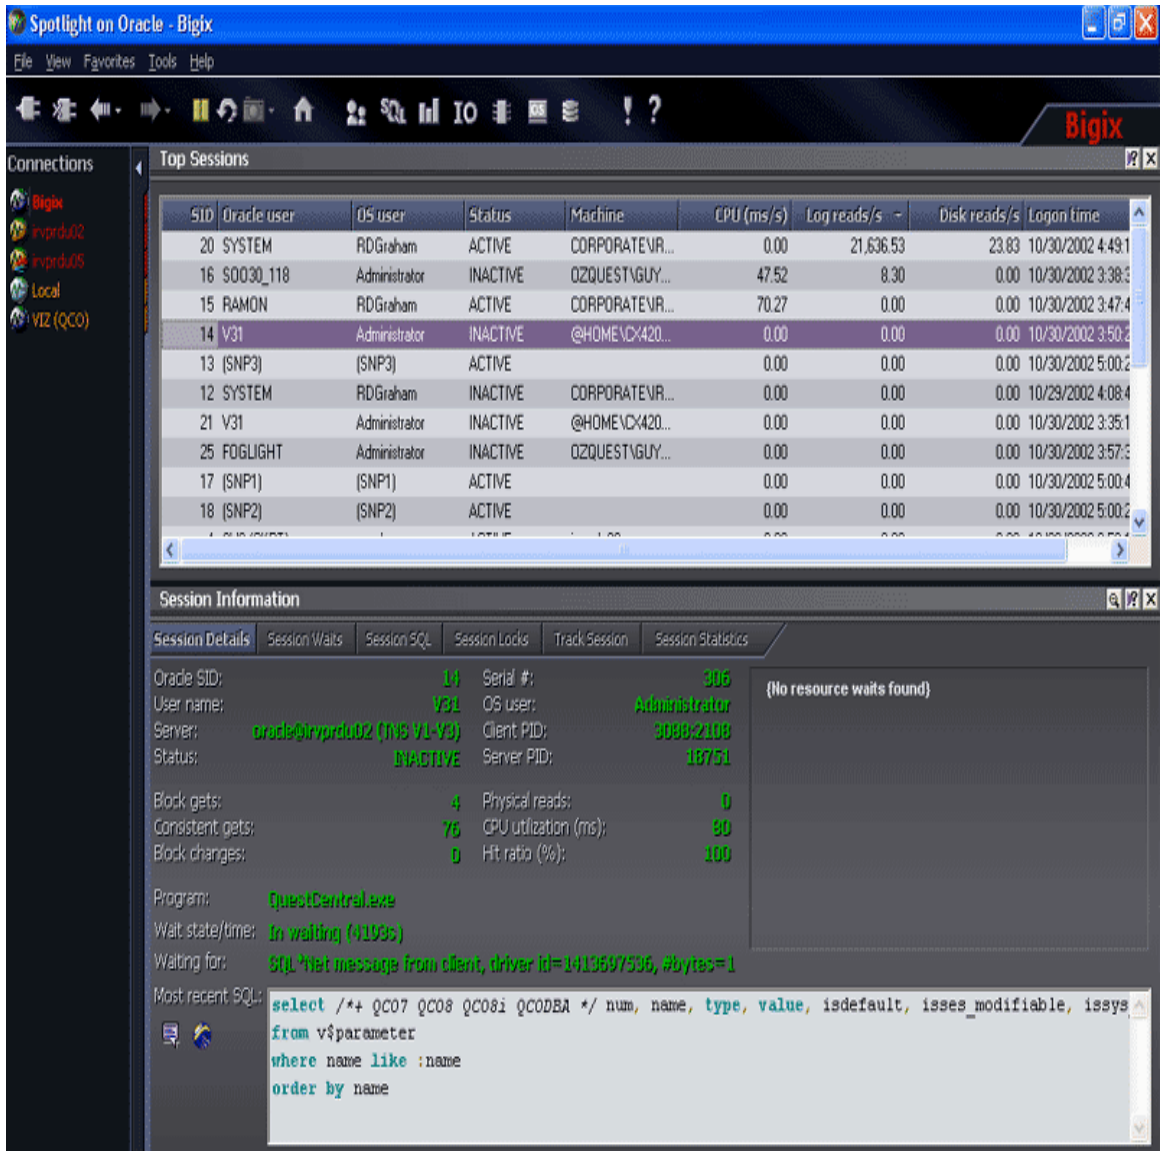 Spotlight on Oracle - Bigix
File View Favorites Tools Help
SQL IO OS ! ?
Bigix
Connections
Bigix
irvprdu02
irvprdu05
Local
VIZ (QCO)
Top Sessions
SID Oracle user OS user Status Machine CPU (ms/s) Log reads/s Disk reads/s Logon time
20 SYSTEM RDGraham ACTIVE CORPORATE\IR... 0.00 21,636.53 23.83 10/30/2002 4:49:1
16 SOO30_118 Administrator INACTIVE OZQUEST\GUY... 47.52 8.30 0.00 10/30/2002 3:38:3
15 RAMON RDGraham ACTIVE CORPORATE\IR... 70.27 0.00 0.00 10/30/2002 3:47:4
14 V31 Administrator INACTIVE @HOME\CX420... 0.00 0.00 0.00 10/30/2002 3:50:2
13 (SNP3) (SNP3) ACTIVE 0.00 0.00 0.00 10/30/2002 5:00:2
12 SYSTEM RDGraham INACTIVE CORPORATE\IR... 0.00 0.00 0.00 10/29/2002 4:08:4
21 V31 Administrator INACTIVE @HOME\CX420... 0.00 0.00 0.00 10/30/2002 3:35:1
25 FOGLIGHT Administrator INACTIVE OZQUEST\GUY... 0.00 0.00 0.00 10/30/2002 3:57:3
17 (SNP1) (SNP1) ACTIVE 0.00 0.00 0.00 10/30/2002 5:00:4
18 (SNP2) (SNP2) ACTIVE 0.00 0.00 0.00 10/30/2002 5:00:2
Session Information
Session Details Session Waits Session SQL Session Locks Track Session Session Statistics
Oracle SID: 14 Serial #: 306
{No resource waits found}
User name: V31 OS user: Administrator
Server: oracle@irvprdu02 (TNS V1-V3) Client PID: 3088:2108
Status: INACTIVE Server PID: 18751
Block gets: 4 Physical reads: 0
Consistent gets: 76 CPU utilization (ms): 80
Block changes: 0 Hit ratio (%): 100
Program: QuestCentral.exe
Wait state/time: In waiting (4193s)
Waiting for: SQL*Net message from client, driver id=1413697536, #bytes=1
Most recent SQL:
select /*+ QCO7 QCO8 QCO8i QCODBA */ num, name, type, value, isdefault, isses_modifiable, issys_
from v$parameter
where name like :name
order by name